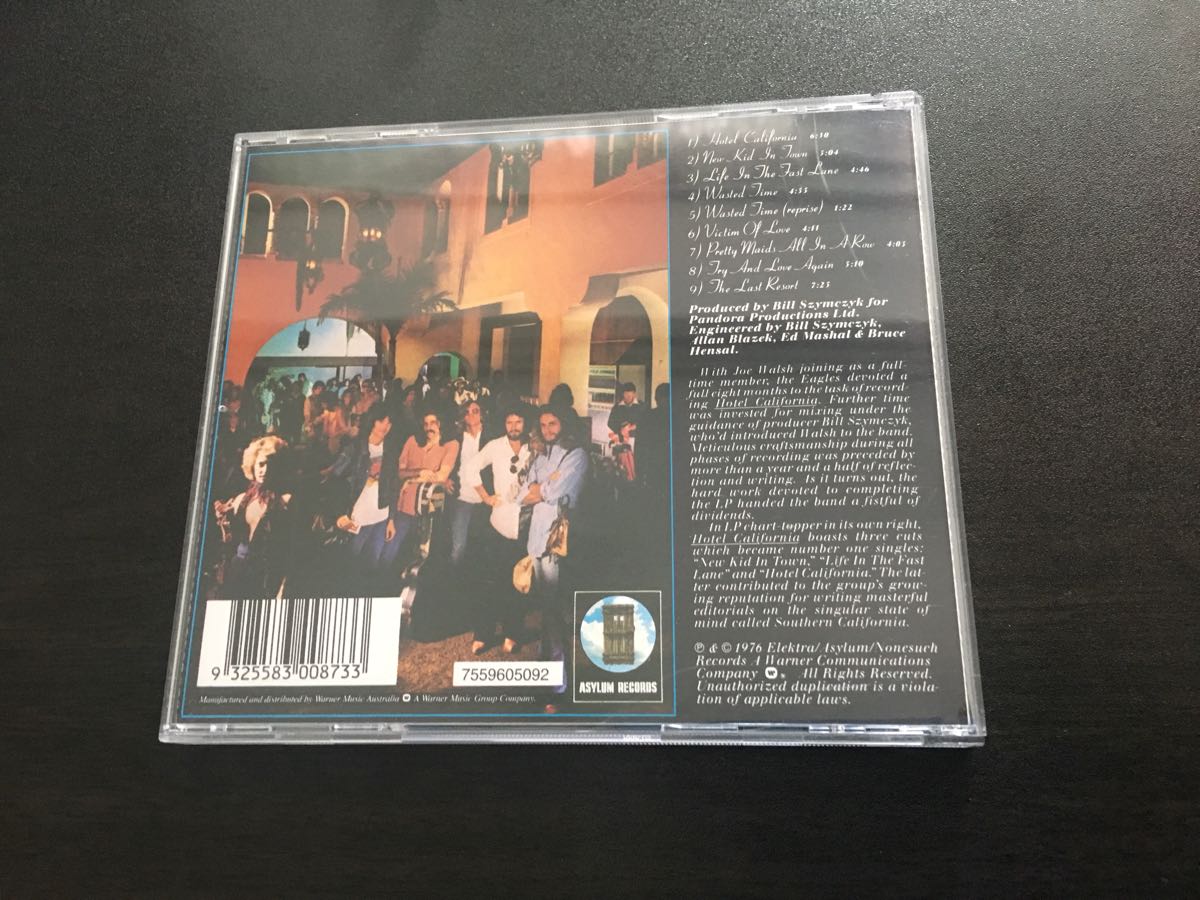 1) Hotel California 6:30
2) New Kid In Town 5:04
3) Life In The Fast Lane 4:46
4) Wasted Time 4:55
5) Wasted Time (reprise) 1:22
6) Victim Of Love 4:11
7) Pretty Maids All In A Row 4:05
8) Try And Love Again 5:10
9) The Last Resort 7:25
Produced by Bill Szymczyk for
Pandora Productions Ltd.
Engineered by Bill Szymczyk,
Allan Blazek, Ed Mashal & Bruce
Hensal.
With Joe Walsh joining as a full-
time member, the Eagles devoted a
full eight months to the task of record-
ing Hotel California. Further time
was invested for mixing under the
guidance of producer Bill Szymczyk,
who'd introduced Walsh to the band.
Meticulous craftsmanship during all
phases of recording was preceded by
more than a year and a half of reflec-
tion and writing. Is it turns out, the
hard work devoted to completing
the LP handed the band a fistful of
dividends.
In LP chart-topper in its own right,
Hotel California boasts three cuts
which became number one singles:
"New Kid In Town," "Life In The Fast
Lane" and "Hotel California." The lat-
ter contributed to the group's grow-
ing reputation for writing masterful
editorials on the singular state of
mind called Southern California.
℗ & © 1976 Elektra/Asylum/Nonesuch
Records A Warner Communications
Company W. All Rights Reserved.
Unauthorized duplication is a viola-
tion of applicable laws.
9 325583 008733
7559605092
ASYLUM RECORDS
Manufactured and distributed by Warner Music Australia W A Warner Music Group Company.